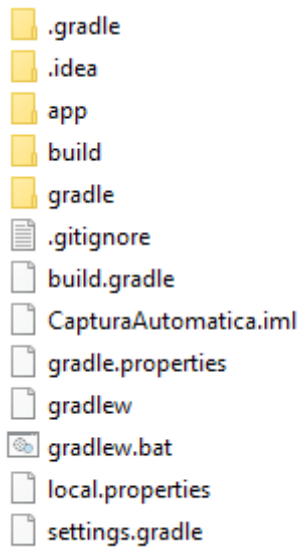 .gradle
.idea
app
build
gradle
.gitignore
build.gradle
CapturaAutomatica.iml
gradle.properties
gradlew
gradlew.bat
local.properties
settings.gradle